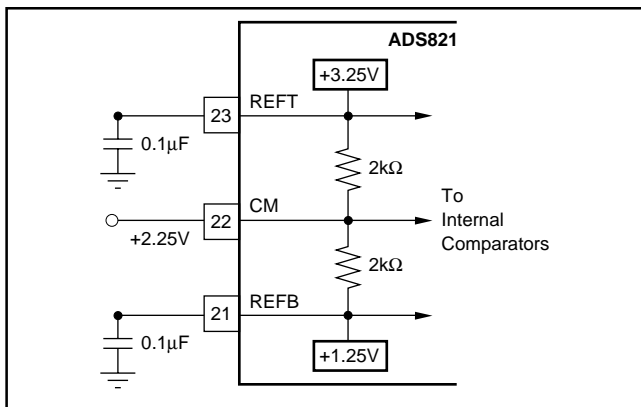 ADS821
+3.25V
REFT
23
0.1µF
2kΩ
To
Internal
Comparators
CM
22
+2.25V
2kΩ
REFB
21
0.1µF
+1.25V